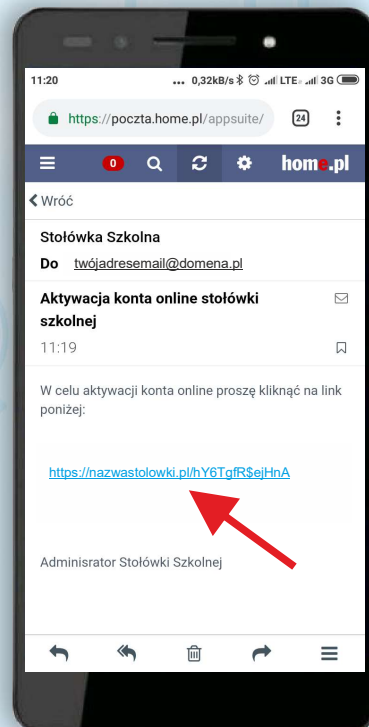 11:20 ... 0,32kB/s LTE 3G
https://poczta.home.pl/appsuite/ 24
0 home.pl
Wróć
Stołówka Szkolna
Do twójadresemail@domena.pl
Aktywacja konta online stołówki
szkolnej
11:19
W celu aktywacji konta online proszę kliknąć na link
poniżej:
https://nazwastolowki.pl/hY6TgfR$ejHnA
Adminisrator Stołówki Szkolnej